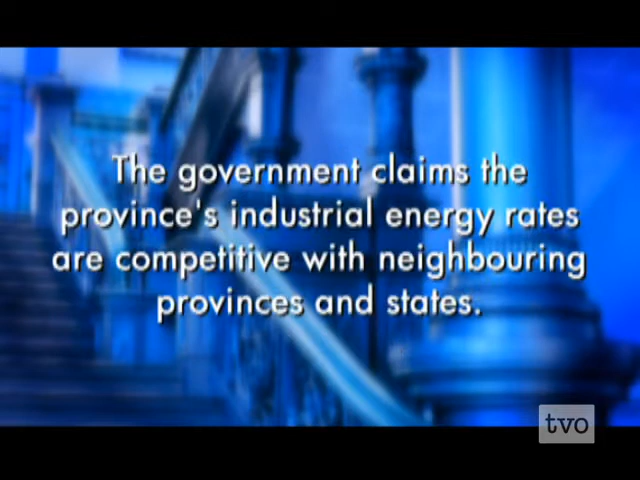 The government claims the
province's industrial energy rates
are competitive with neighbouring
provinces and states.
tvo